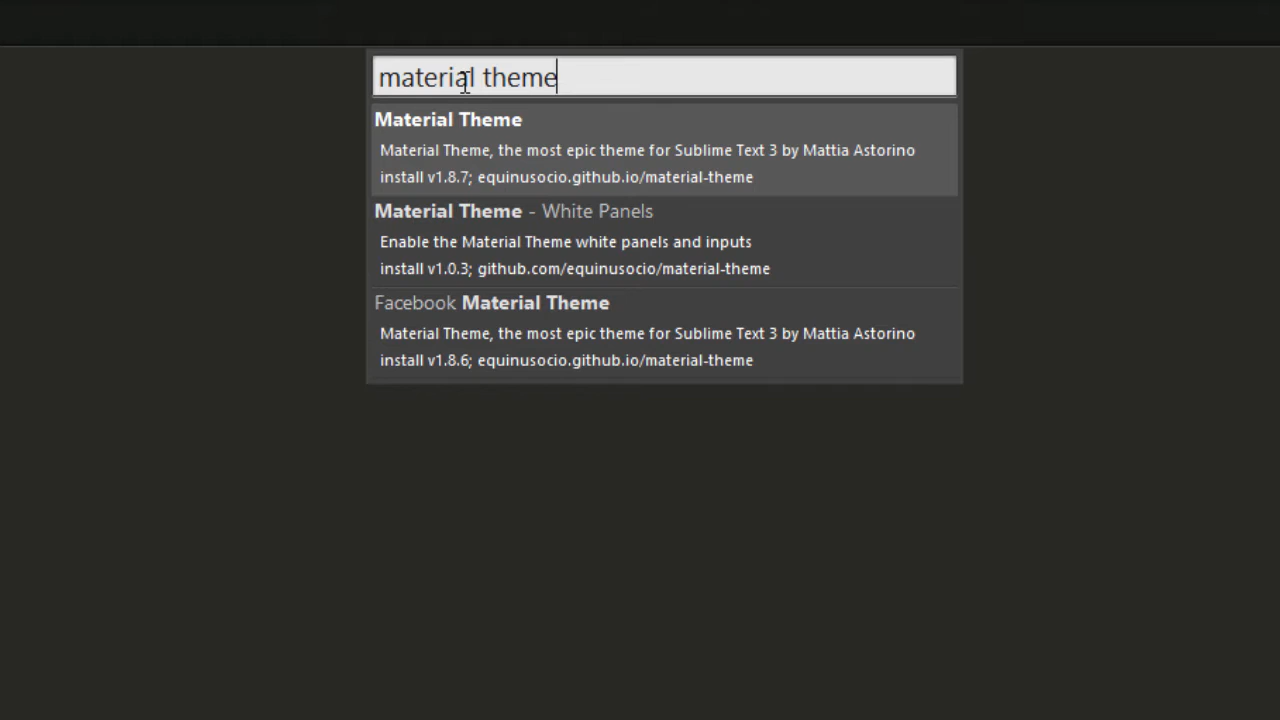 material theme
Material Theme
Material Theme, the most epic theme for Sublime Text 3 by Mattia Astorino
install v1.8.7; equinusocio.github.io/material-theme
Material Theme - White Panels
Enable the Material Theme white panels and inputs
install v1.0.3; github.com/equinusocio/material-theme
Facebook Material Theme
Material Theme, the most epic theme for Sublime Text 3 by Mattia Astorino
install v1.8.6; equinusocio.github.io/material-theme